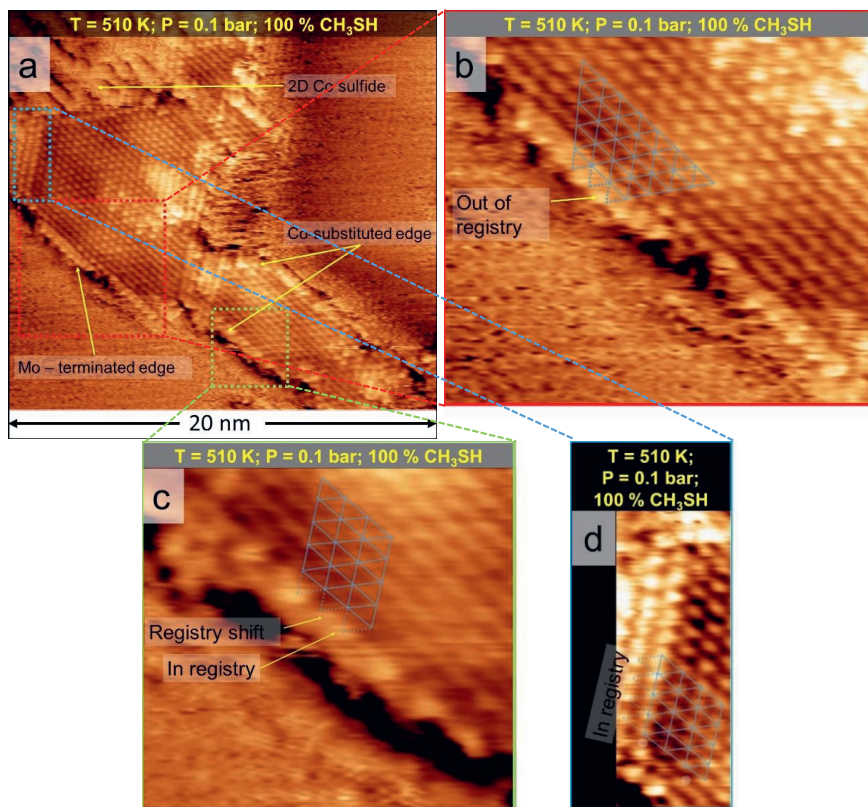 T = 510 K; P = 0.1 bar; 100 % CH₃SH
a
2D Co sulfide
Co-substituted edge
Mo – terminated edge
20 nm
T = 510 K; P = 0.1 bar; 100 % CH₃SH
b
Out of
registry
T = 510 K; P = 0.1 bar; 100 % CH₃SH
c
Registry shift
In registry
T = 510 K;
P = 0.1 bar;
100 % CH₃SH
d
In registry